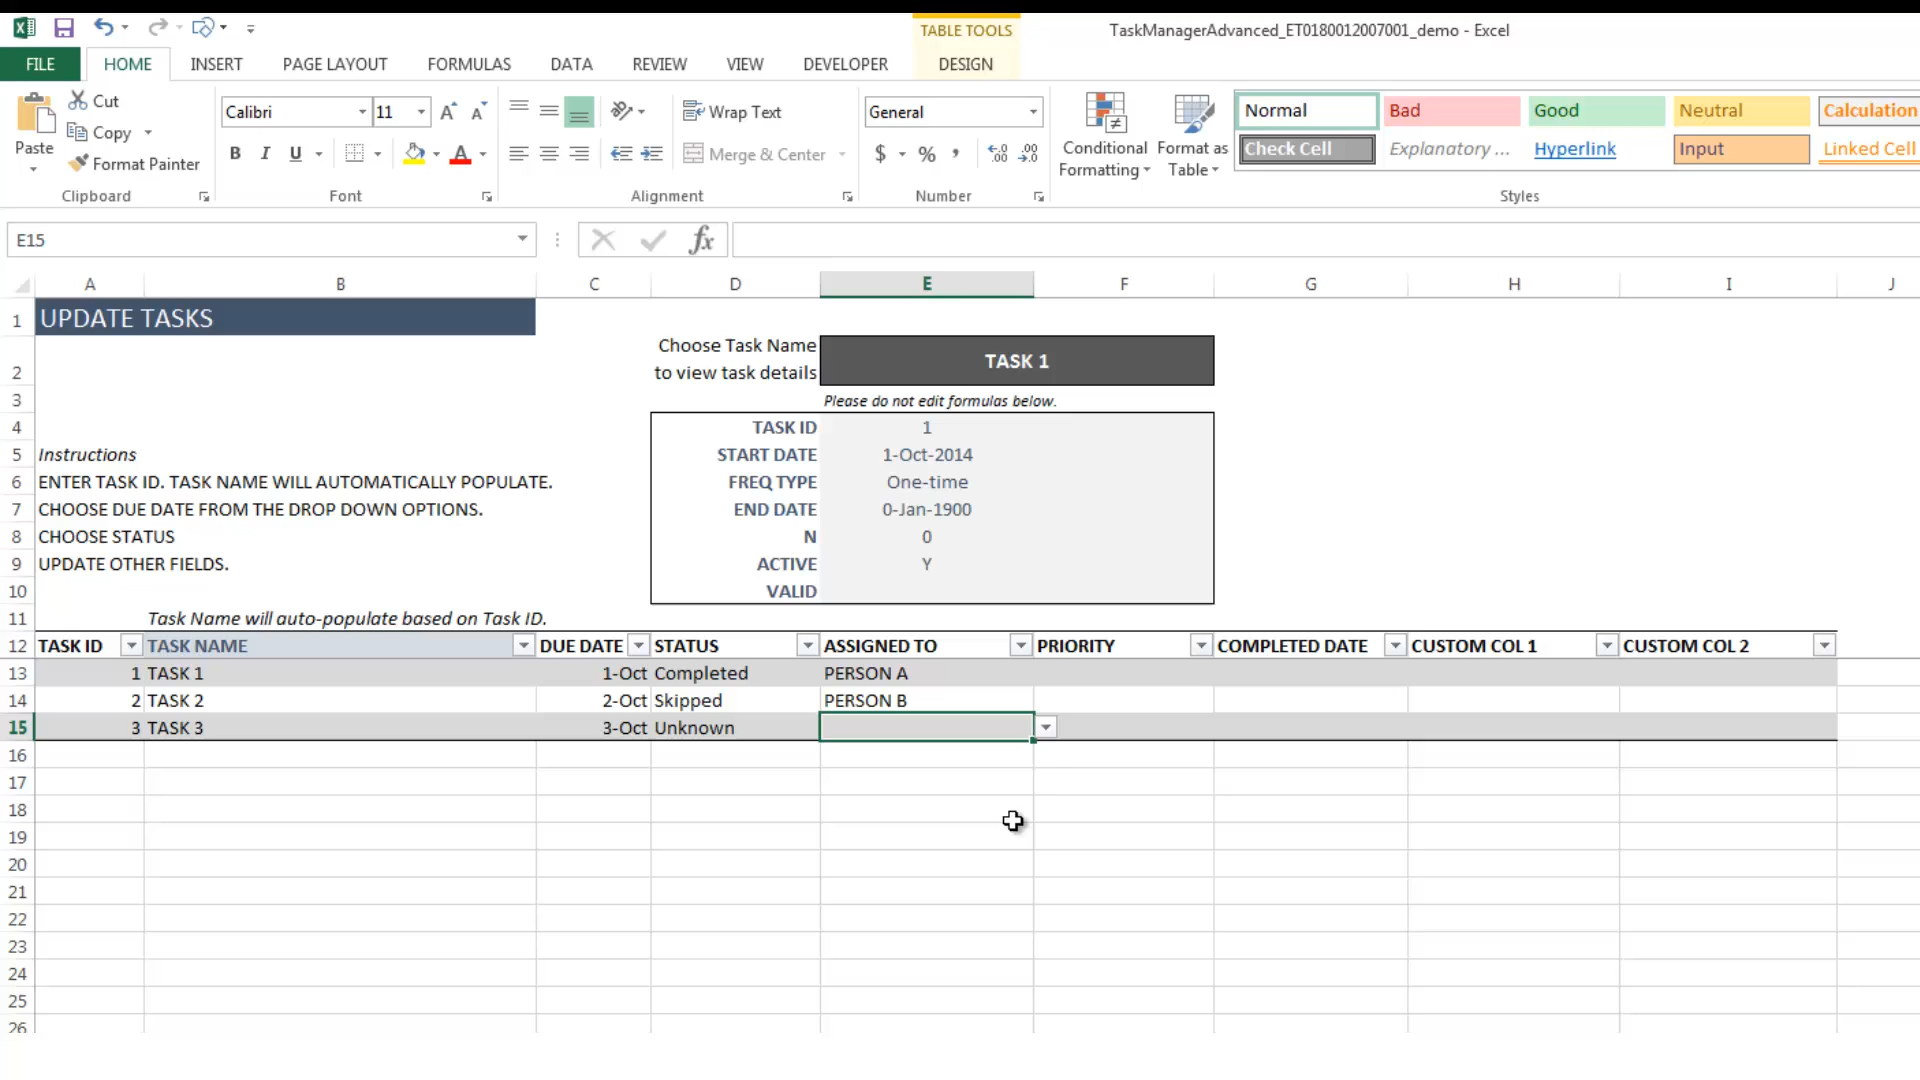 TABLE TOOLS
TaskManagerAdvanced_ET0180012007001_demo - Excel
FILE HOME INSERT PAGE LAYOUT FORMULAS DATA REVIEW VIEW DEVELOPER DESIGN
Paste
Cut
Copy
Format Painter
Clipboard
Calibri 11
B I U A
Font
Wrap Text
Merge & Center
Alignment
General
$ % ,
Number
Conditional Formatting
Format as Table
Normal Bad Good Neutral Calculation
Check Cell Explanatory ... Hyperlink Input Linked Cell
Styles
E15 fx
A B C D E F G H I J
1 UPDATE TASKS
Choose Task Name
2 to view task details TASK 1
3 Please do not edit formulas below.
4 TASK ID 1
5 Instructions START DATE 1-Oct-2014
6 ENTER TASK ID. TASK NAME WILL AUTOMATICALLY POPULATE. FREQ TYPE One-time
7 CHOOSE DUE DATE FROM THE DROP DOWN OPTIONS. END DATE 0-Jan-1900
8 CHOOSE STATUS N 0
9 UPDATE OTHER FIELDS. ACTIVE Y
10 VALID
11 Task Name will auto-populate based on Task ID.
12 TASK ID TASK NAME DUE DATE STATUS ASSIGNED TO PRIORITY COMPLETED DATE CUSTOM COL 1 CUSTOM COL 2
13 1 TASK 1 1-Oct Completed PERSON A
14 2 TASK 2 2-Oct Skipped PERSON B
15 3 TASK 3 3-Oct Unknown
16
17
18
19
20
21
22
23
24
25
26